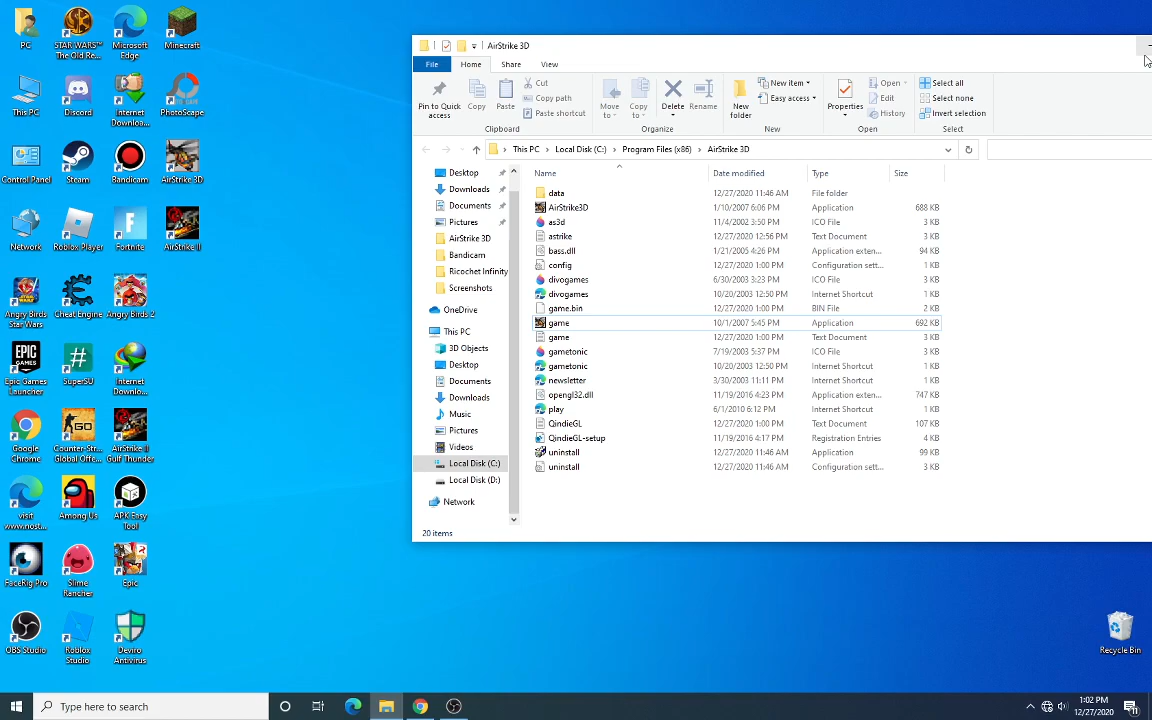 PC
STAR WARS™ The Old Re...
Microsoft Edge
Minecraft
This PC
Discord
Internet Downloa...
PhotoScape
Control Panel
Steam
Bandicam
AirStrike 3D
Network
Roblox Player
Fortnite
AirStrike II
Angry Birds Star Wars
Cheat Engine
Angry Birds 2
EPIC GAMES
Epic Games Launcher
SuperSU
Internet Downlo...
Google Chrome
GO
Counter-Str... Global Offe...
AirStrike II Gulf Thunder
visit www.nost...
Among Us
APK Easy Tool
FaceRig Pro
Slime Rancher
Epic
OBS Studio
Roblox Studio
Deviro Antivirus
Recycle Bin
AirStrike 3D
File Home Share View
Pin to Quick access
Copy
Paste
Cut
Copy path
Paste shortcut
Clipboard
Move to
Copy to
Delete
Rename
Organize
New folder
New item
Easy access
New
Properties
Open
Edit
History
Open
Select all
Select none
Invert selection
Select
This PC Local Disk (C:) Program Files (x86) AirStrike 3D
Desktop
Downloads
Documents
Pictures
AirStrike 3D
Bandicam
Ricochet Infinity
Screenshots
OneDrive
This PC
3D Objects
Desktop
Documents
Downloads
Music
Pictures
Videos
Local Disk (C:)
Local Disk (D:)
Network
Name Date modified Type Size
data 12/27/2020 11:46 AM File folder
AirStrike3D 1/10/2007 6:06 PM Application 688 KB
as3d 11/4/2002 3:50 PM ICO File 3 KB
astrike 12/27/2020 12:56 PM Text Document 3 KB
bass.dll 1/21/2005 4:26 PM Application exten... 94 KB
config 12/27/2020 1:00 PM Configuration sett... 1 KB
divogames 6/30/2003 3:23 PM ICO File 3 KB
divogames 10/20/2003 12:50 PM Internet Shortcut 1 KB
game.bin 12/27/2020 1:00 PM BIN File 2 KB
game 10/1/2007 5:45 PM Application 692 KB
game 12/27/2020 1:00 PM Text Document 3 KB
gametonic 7/19/2003 5:37 PM ICO File 3 KB
gametonic 10/20/2003 12:50 PM Internet Shortcut 1 KB
newsletter 3/30/2003 11:11 PM Internet Shortcut 1 KB
opengl32.dll 11/19/2016 4:23 PM Application exten... 747 KB
play 6/1/2010 6:12 PM Internet Shortcut 1 KB
QindieGL 12/27/2020 1:00 PM Text Document 107 KB
QindieGL-setup 11/19/2016 4:17 PM Registration Entries 4 KB
uninstall 12/27/2020 11:46 AM Application 99 KB
uninstall 12/27/2020 11:46 AM Configuration sett... 3 KB
20 items
Type here to search
1:02 PM
12/27/2020
11